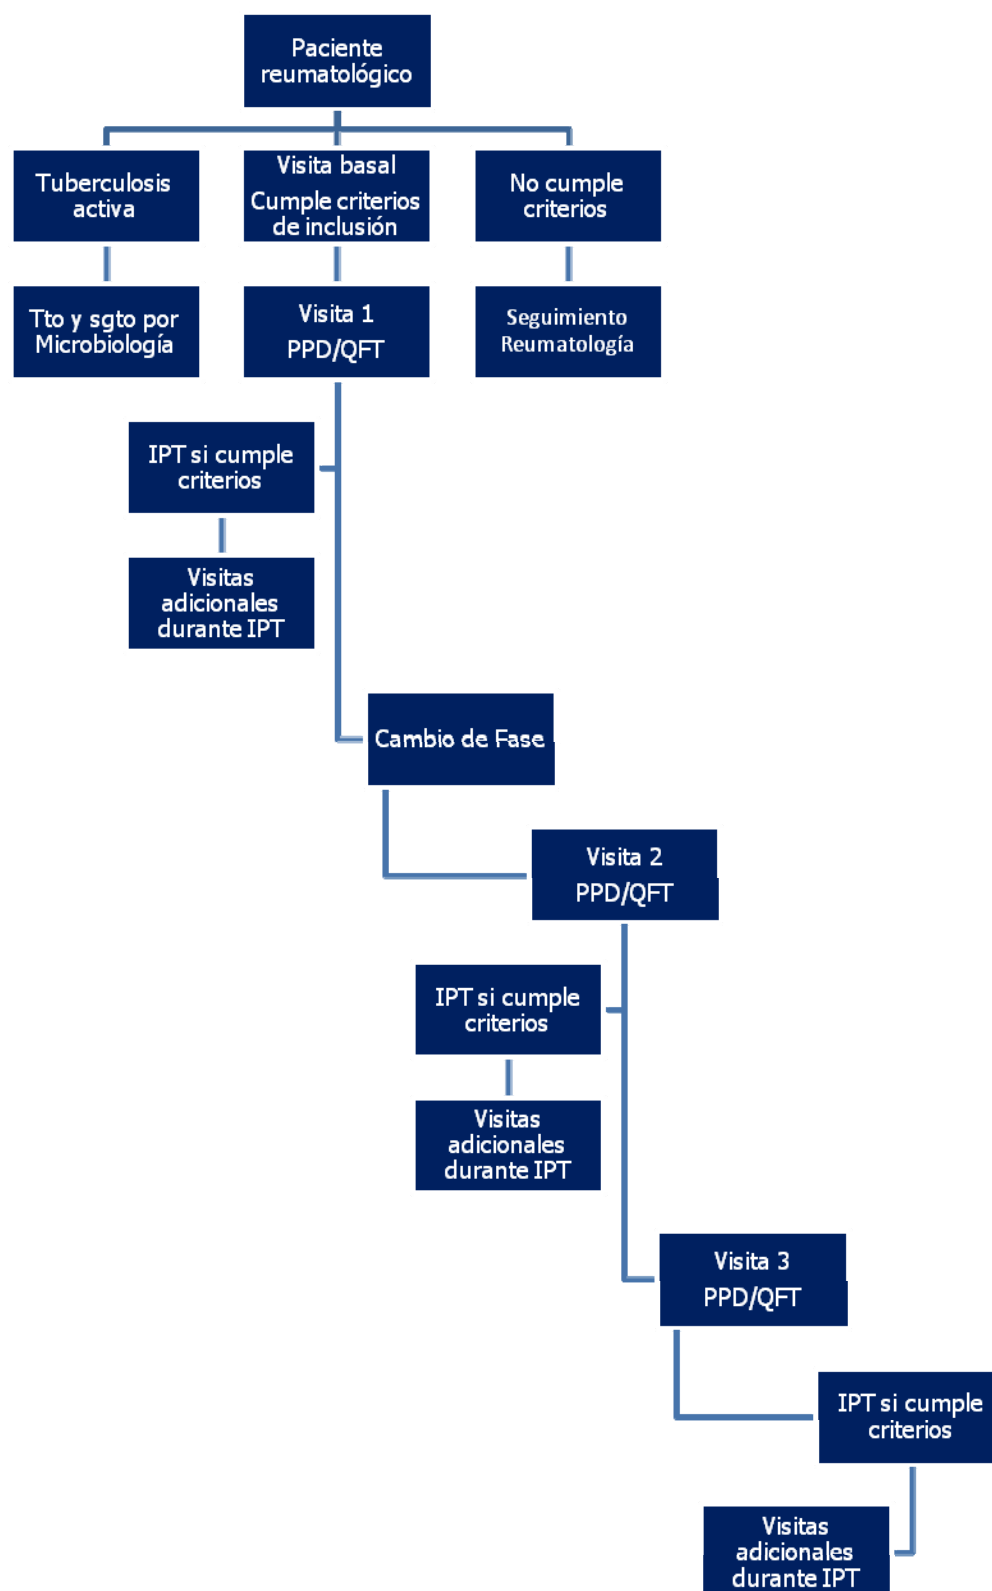 Paciente
reumatológico
Tuberculosis
activa
Visita basal
Cumple criterios
de inclusión
No cumple
criterios
Tto y sgto por
Microbiología
Visita 1
PPD/QFT
Seguimiento
Reumatología
IPT si cumple
criterios
Visitas
adicionales
durante IPT
Cambio de Fase
Visita 2
PPD/QFT
IPT si cumple
criterios
Visitas
adicionales
durante IPT
Visita 3
PPD/QFT
IPT si cumple
criterios
Visitas
adicionales
durante IPT